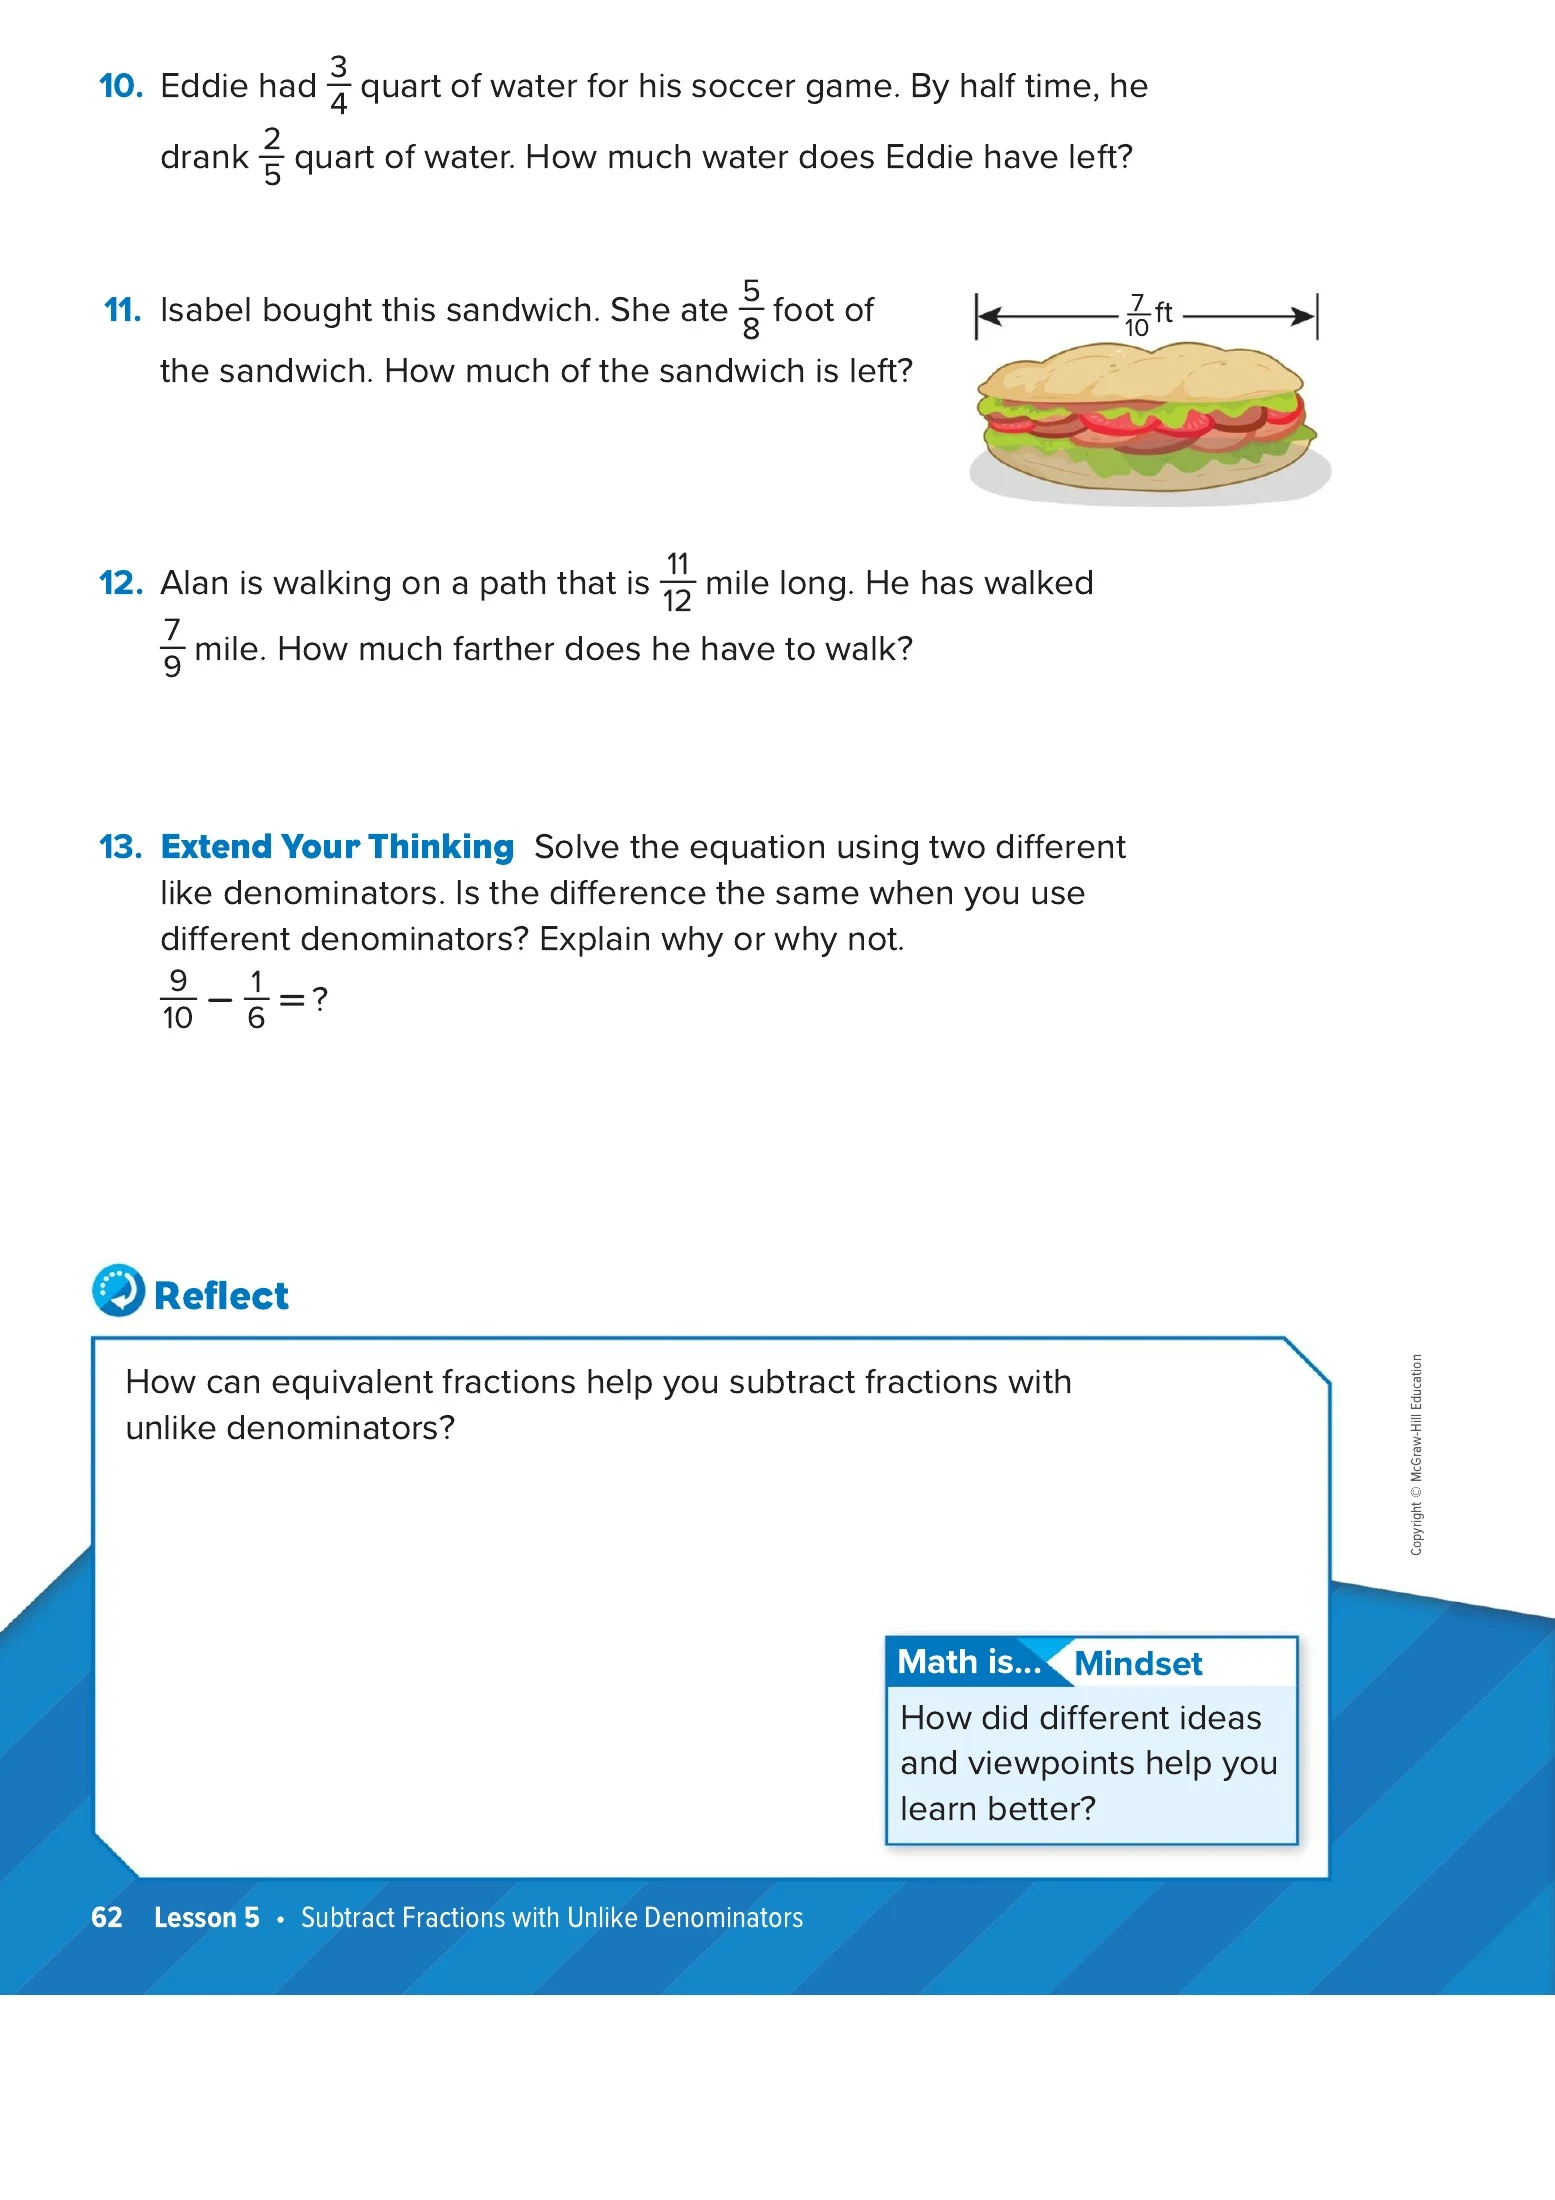 10. Eddie had 3/4 quart of water for his soccer game. By half time, he
drank 2/5 quart of water. How much water does Eddie have left?
11. Isabel bought this sandwich. She ate 5/8 foot of
the sandwich. How much of the sandwich is left?
7/10 ft
12. Alan is walking on a path that is 11/12 mile long. He has walked
7/9 mile. How much farther does he have to walk?
13. Extend Your Thinking Solve the equation using two different
like denominators. Is the difference the same when you use
different denominators? Explain why or why not.
9/10 − 1/6 = ?
Reflect
How can equivalent fractions help you subtract fractions with
unlike denominators?
Math is... Mindset
How did different ideas
and viewpoints help you
learn better?
Copyright © McGraw-Hill Education
62 Lesson 5 • Subtract Fractions with Unlike Denominators